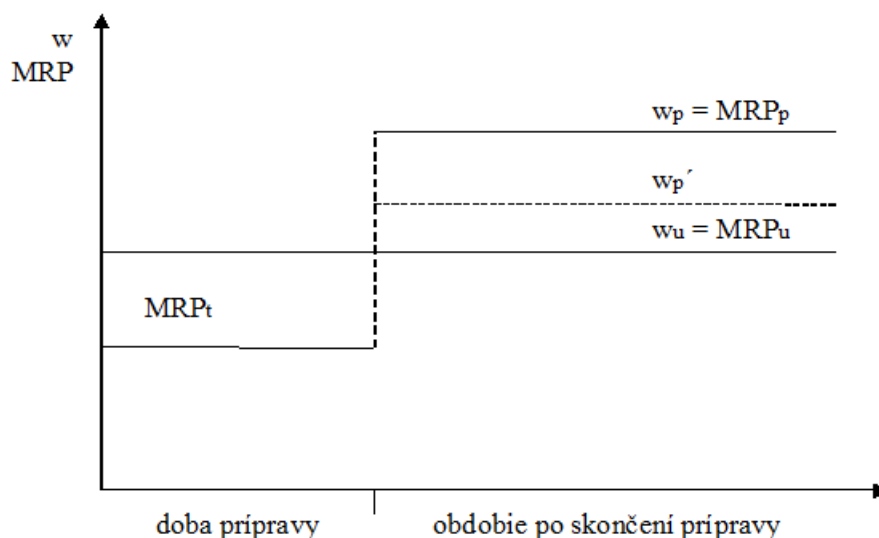 w
MRP
wₚ = MRPₚ
wₚ´
wᵤ = MRPᵤ
MRPₜ
doba prípravy
obdobie po skončení prípravy